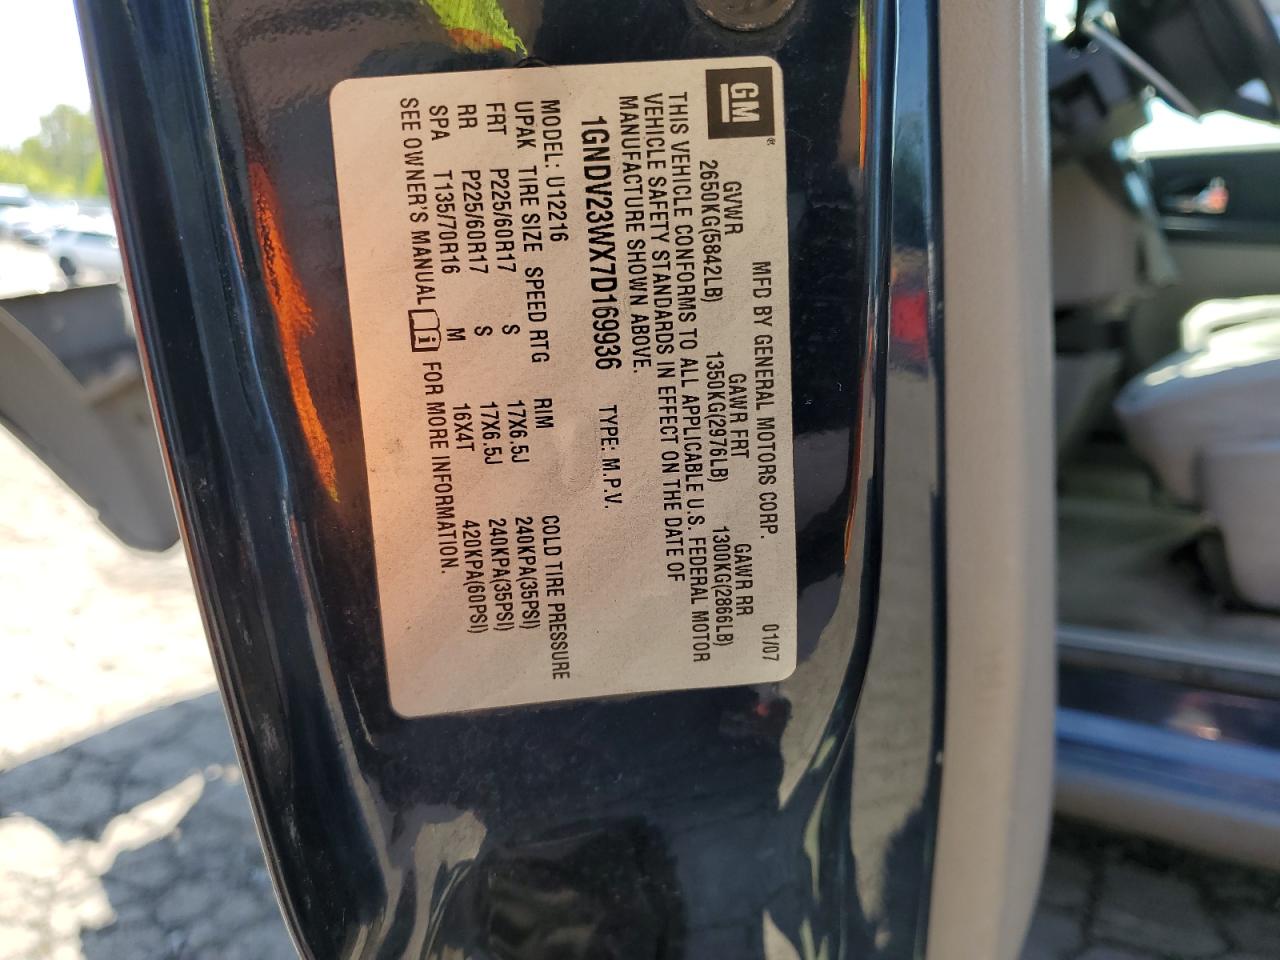 GM®
MFD BY GENERAL MOTORS CORP. 01/07
GVWR GAWR FRT GAWR RR
2650KG(5842LB) 1350KG(2976LB) 1300KG(2866LB)
THIS VEHICLE CONFORMS TO ALL APPLICABLE U.S. FEDERAL MOTOR
VEHICLE SAFETY STANDARDS IN EFFECT ON THE DATE OF
MANUFACTURE SHOWN ABOVE.
1GNDV23WX7D169936 TYPE: M.P.V.
MODEL: U12216
UPAK TIRE SIZE SPEED RTG RIM COLD TIRE PRESSURE
FRT P225/60R17 S 17X6.5J 240KPA(35PSI)
RR P225/60R17 S 17X6.5J 240KPA(35PSI)
SPA T135/70R16 M 16X4T 420KPA(60PSI)
SEE OWNER'S MANUAL FOR MORE INFORMATION.